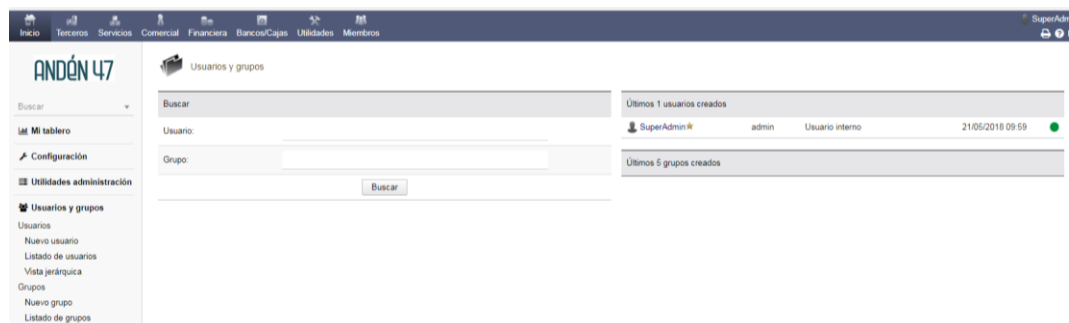 Inicio Terceros Servicios Comercial Financiera Bancos/Cajas Utilidades Miembros
SuperAdm
ANDÉN 47
Buscar
Mi tablero
Configuración
Utilidades administración
Usuarios y grupos
Usuarios
Nuevo usuario
Listado de usuarios
Vista jerárquica
Grupos
Nuevo grupo
Listado de grupos
Usuarios y grupos
Buscar
Usuario:
Grupo:
Buscar
Últimos 1 usuarios creados
SuperAdmin admin Usuario interno 21/05/2018 09:59
Últimos 5 grupos creados